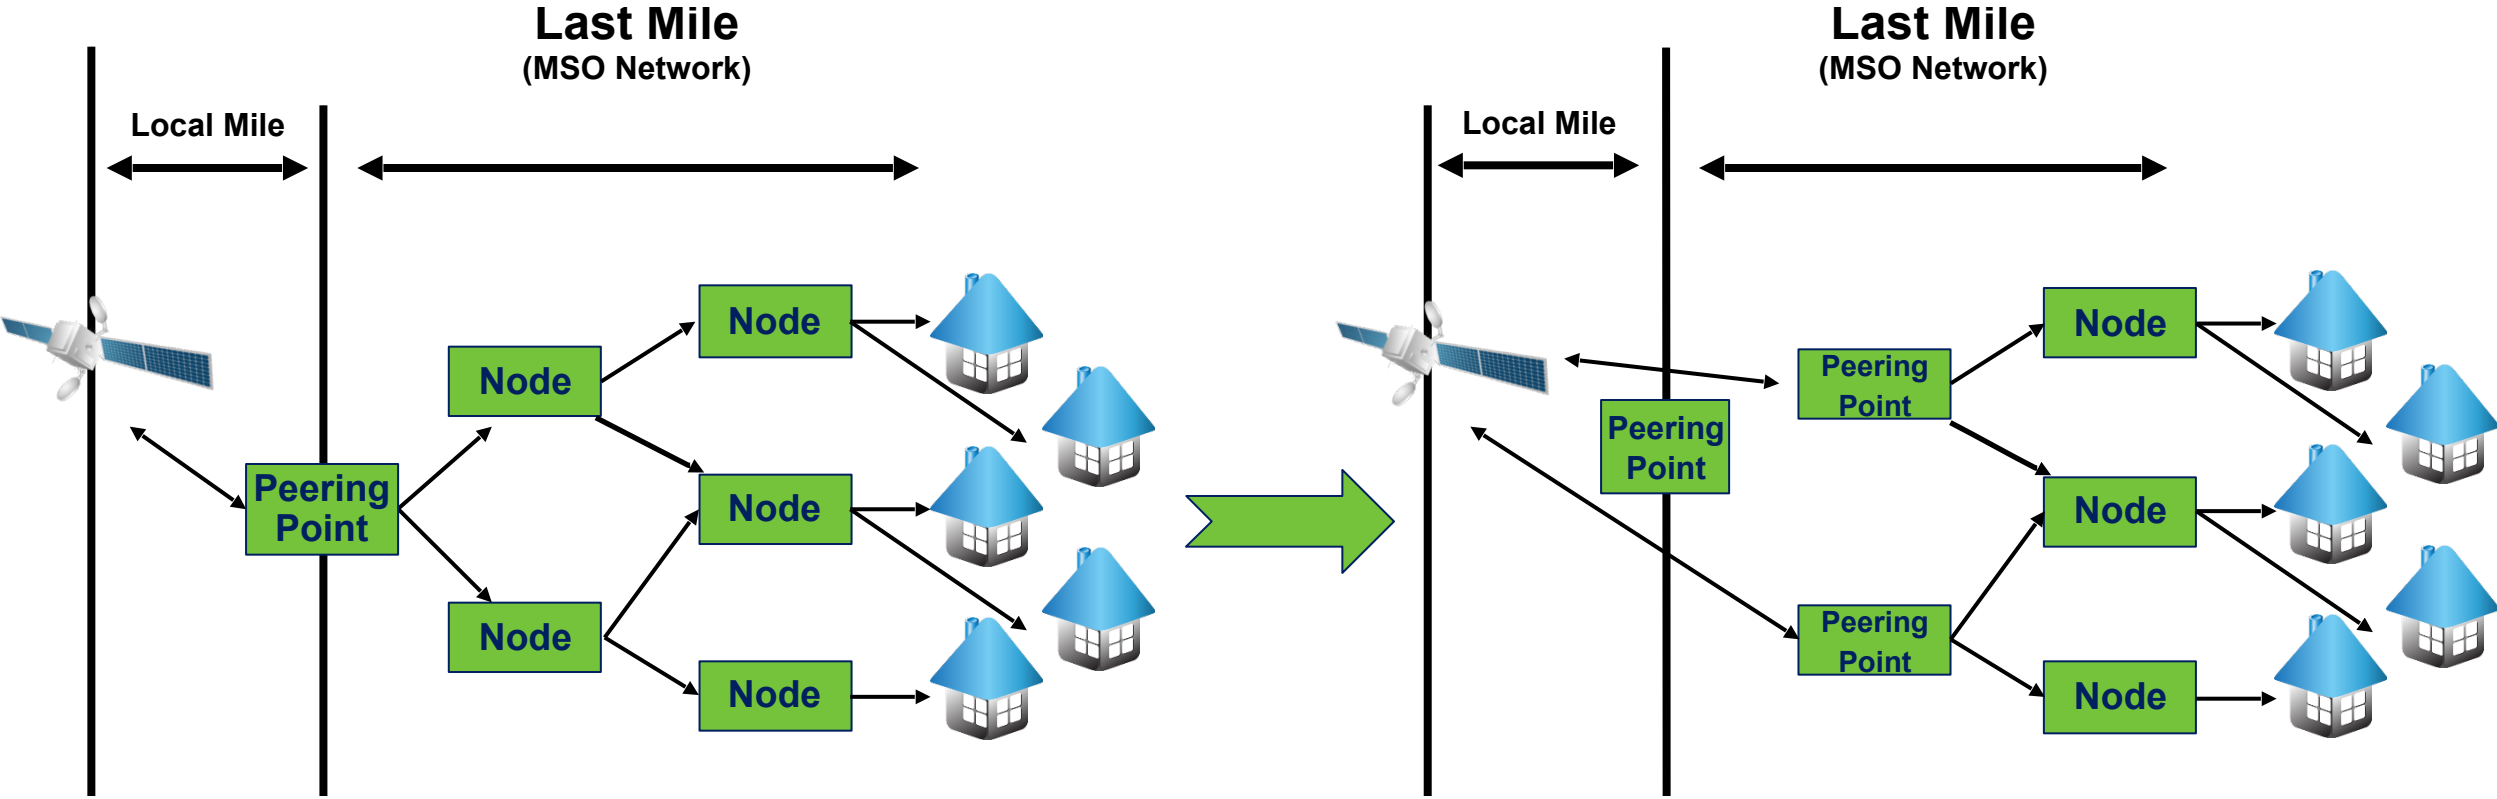 Last Mile
(MSO Network)
Local Mile
Node
Node
Peering
Point
Node
Node
Node
Last Mile
(MSO Network)
Local Mile
Node
Peering
Point
Peering
Point
Node
Peering
Point
Node